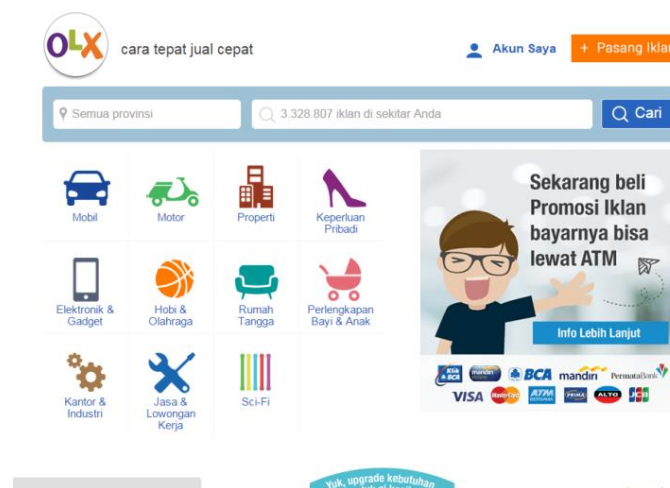 OLX
cara tepat jual cepat
Akun Saya
+ Pasang Iklan
Semua provinsi
3.328.807 iklan di sekitar Anda
Cari
Mobil
Motor
Properti
Keperluan
Pribadi
Elektronik &
Gadget
Hobi &
Olahraga
Rumah
Tangga
Perlengkapan
Bayi & Anak
Kantor &
Industri
Jasa &
Lowongan
Kerja
Sci-Fi
Sekarang beli
Promosi Iklan
bayarnya bisa
lewat ATM
Info Lebih Lanjut
Klik
BCA
mandiri
BCA
mandiri
PermataBank
VISA
MasterCard
ATM
BERSAMA
PRIMA
ALTO
JCB
Yuk, upgrade kebutuhan